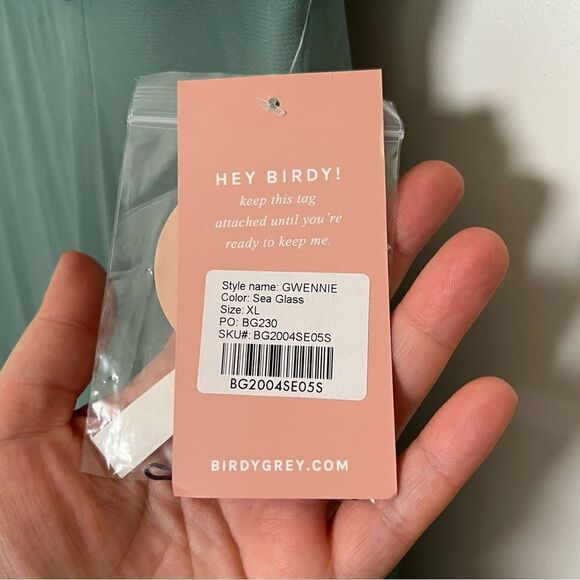 HEY BIRDY!
keep this tag
attached until you're
ready to keep me.
Style name: GWENNIE
Color: Sea Glass
Size: XL
PO: BG230
SKU#: BG2004SE05S
BG2004SE05S
BIRDYGREY.COM